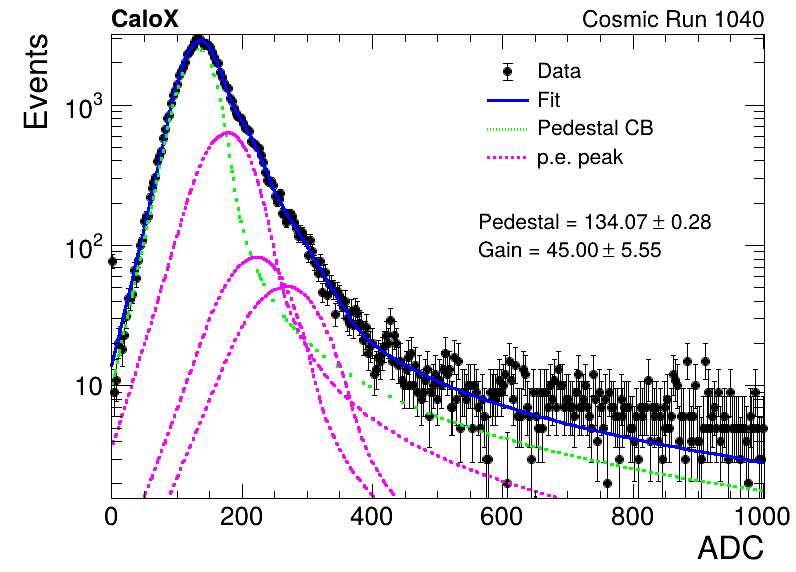 CaloX Cosmic Run 1040
Events
Data
Fit
Pedestal CB
p.e. peak
Pedestal = 134.07 ± 0.28
Gain = 45.00 ± 5.55
10³
10²
10
0 200 400 600 800 1000
ADC